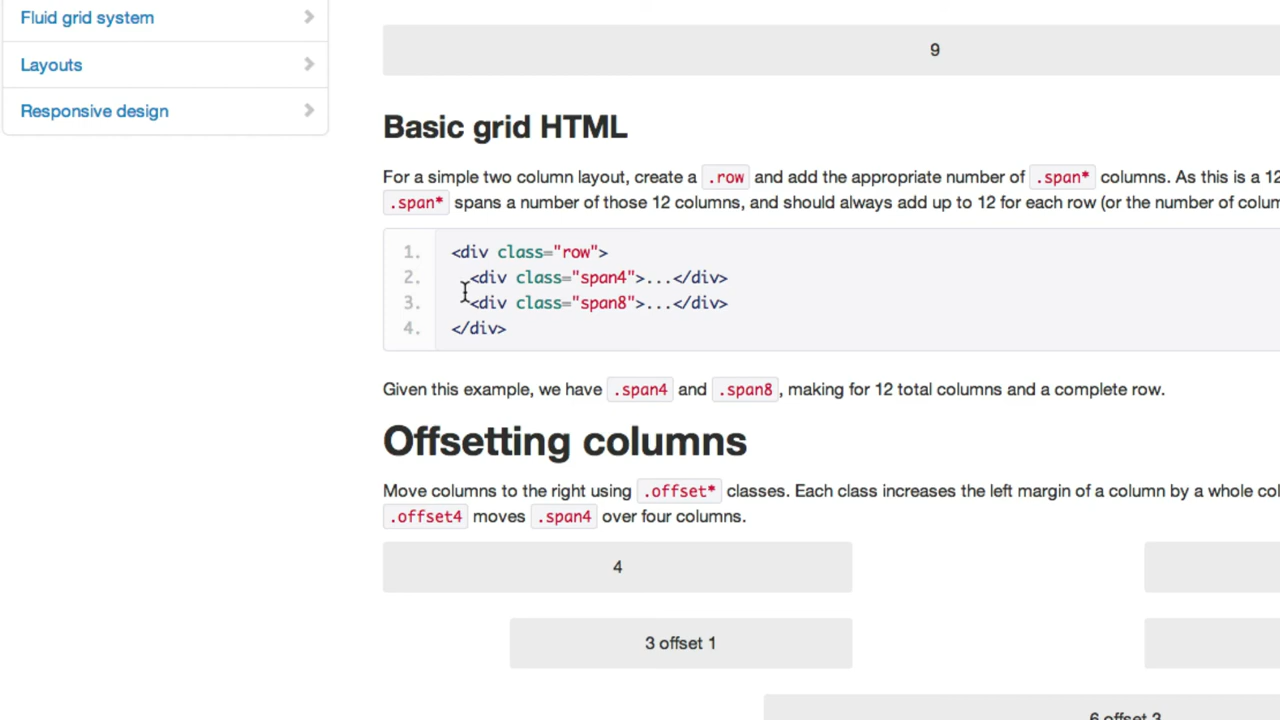 Fluid grid system
Layouts
Responsive design
9
Basic grid HTML
For a simple two column layout, create a .row and add the appropriate number of .span* columns. As this is a 12
.span* spans a number of those 12 columns, and should always add up to 12 for each row (or the number of
1. <div class="row">
2. <div class="span4">...</div>
3. <div class="span8">...</div>
4. </div>
Given this example, we have .span4 and .span8, making for 12 total columns and a complete row.
Offsetting columns
Move columns to the right using .offset* classes. Each class increases the left margin of a column by a whole
.offset4 moves .span4 over four columns.
4
3 offset 1
6 offset 3